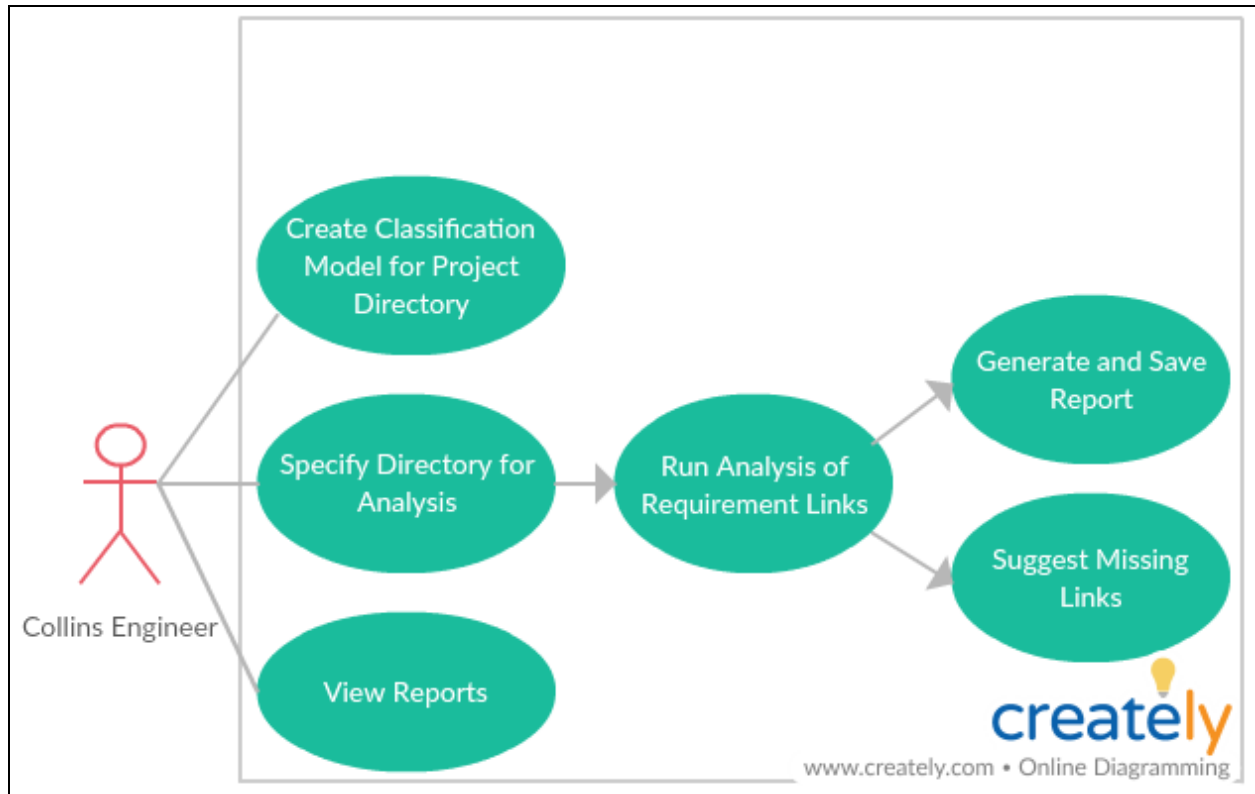 Create Classification
Model for Project
Directory
Generate and Save
Report
Specify Directory for
Analysis
Run Analysis of
Requirement Links
Suggest Missing
Links
Collins Engineer
View Reports
creately
www.creately.com • Online Diagramming